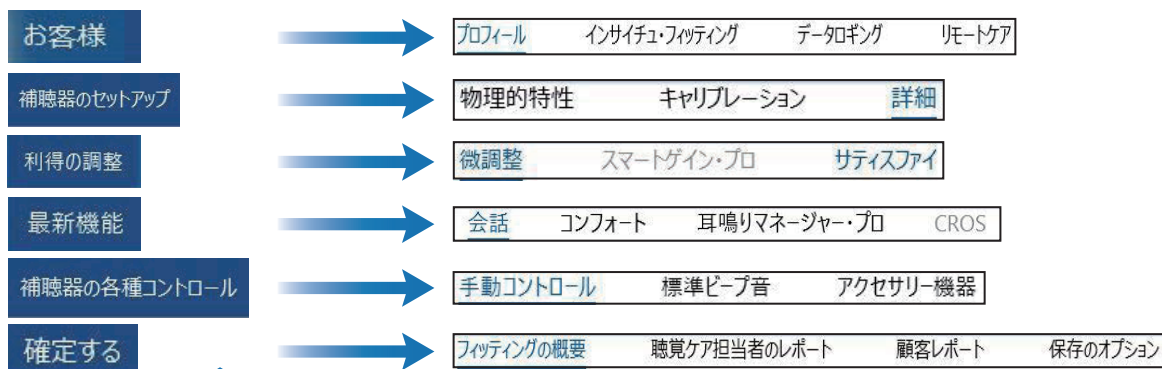 お客様 プロフィール インサイチュ・フィッティング データロギング リモートケア
補聴器のセットアップ 物理的特性 キャリブレーション 詳細
利得の調整 微調整 スマートゲイン・プロ サティスファイ
最新機能 会話 コンフォート 耳鳴りマネージャー・プロ CROS
補聴器の各種コントロール 手動コントロール 標準ビープ音 アクセサリー機器
確定する フィッティングの概要 聴覚ケア担当者のレポート 顧客レポート 保存のオプション